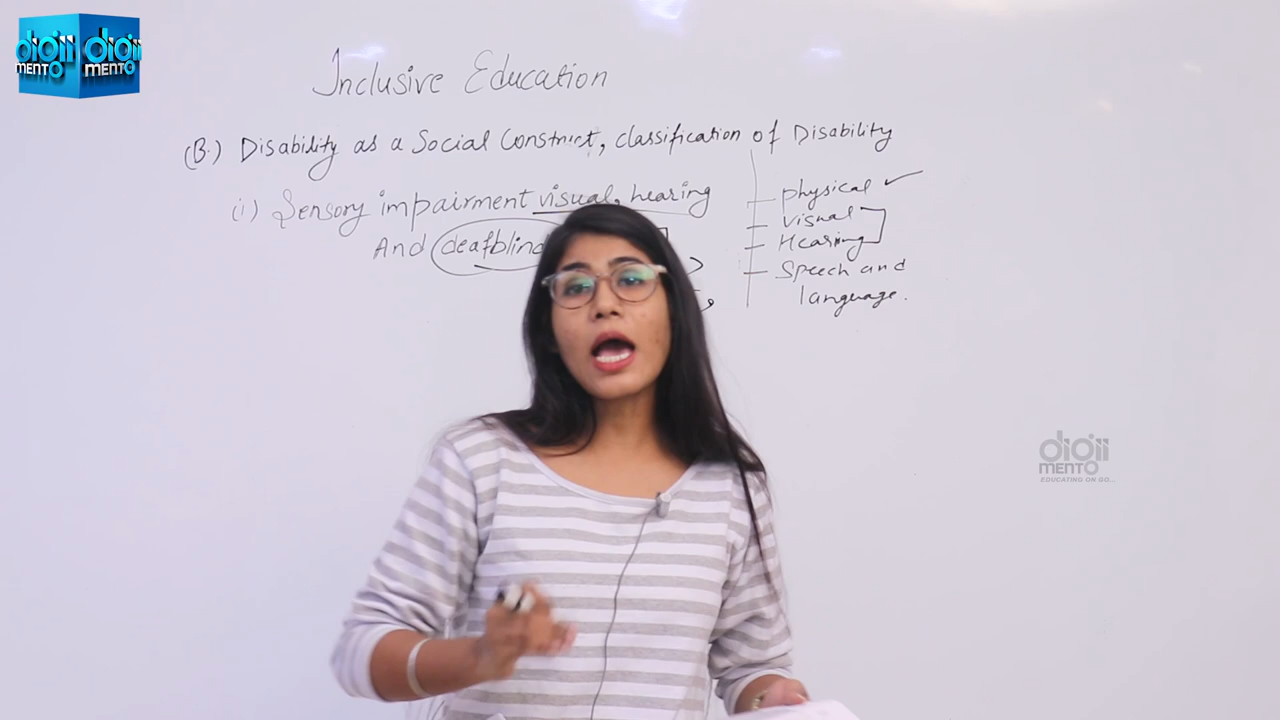 digii
MENTO
digii
MENTO
Inclusive Education
(B.) Disability as a Social Construct, classification of Disability
(i) Sensory impairment visual, hearing
And deafblind
physical ✓
Visual
Hearing
Speech and
language.
digii
MENTO
EDUCATING ON GO...